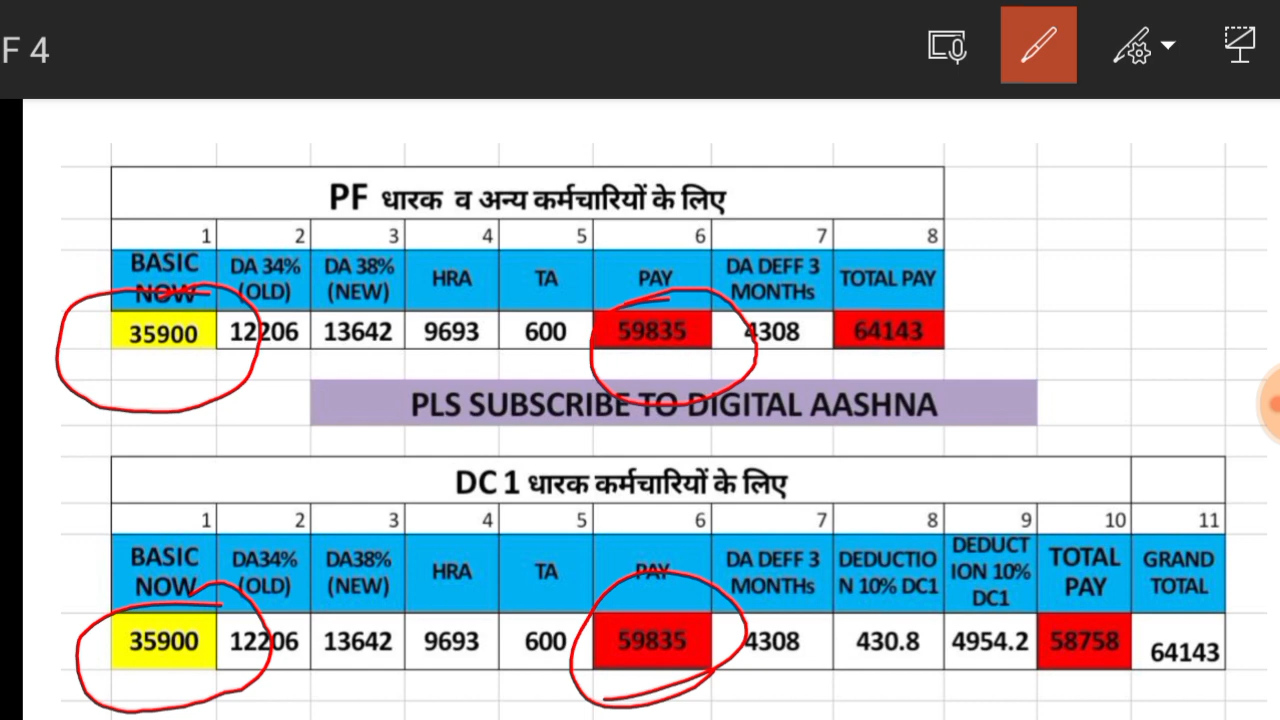 F 4
PF धारक व अन्य कर्मचारियों के लिए
1 2 3 4 5 6 7 8
BASIC NOW DA 34% (OLD) DA 38% (NEW) HRA TA PAY DA DEFF 3 MONTHs TOTAL PAY
35900 12206 13642 9693 600 59835 4308 64143
PLS SUBSCRIBE TO DIGITAL AASHNA
DC 1 धारक कर्मचारियों के लिए
1 2 3 4 5 6 7 8 9 10 11
BASIC NOW DA34% (OLD) DA38% (NEW) HRA TA PAY DA DEFF 3 MONTHs DEDUCTIO N 10% DC1 DEDUCT ION 10% DC1 TOTAL PAY GRAND TOTAL
35900 12206 13642 9693 600 59835 4308 430.8 4954.2 58758 64143